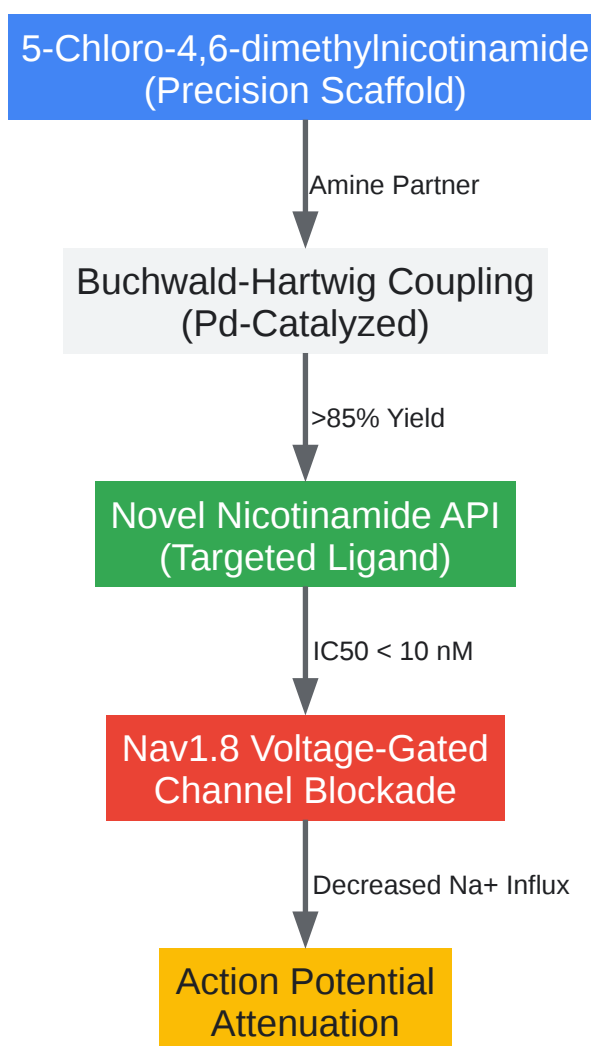 5-Chloro-4,6-dimethylnicotinamide
(Precision Scaffold)
Amine Partner
Buchwald-Hartwig Coupling
(Pd-Catalyzed)
>85% Yield
Novel Nicotinamide API
(Targeted Ligand)
IC50 < 10 nM
Nav1.8 Voltage-Gated
Channel Blockade
Decreased Na+ Influx
Action Potential
Attenuation